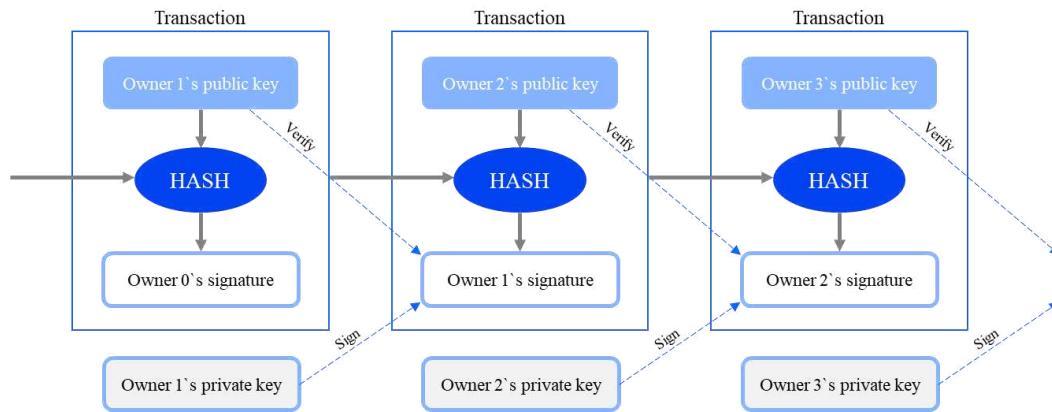 Transaction
Transaction
Transaction
Owner 1`s public key
Owner 2`s public key
Owner 3`s public key
Verify
Verify
Verify
HASH
HASH
HASH
Owner 0`s signature
Owner 1`s signature
Owner 2`s signature
Sign
Sign
Sign
Owner 1`s private key
Owner 2`s private key
Owner 3`s private key